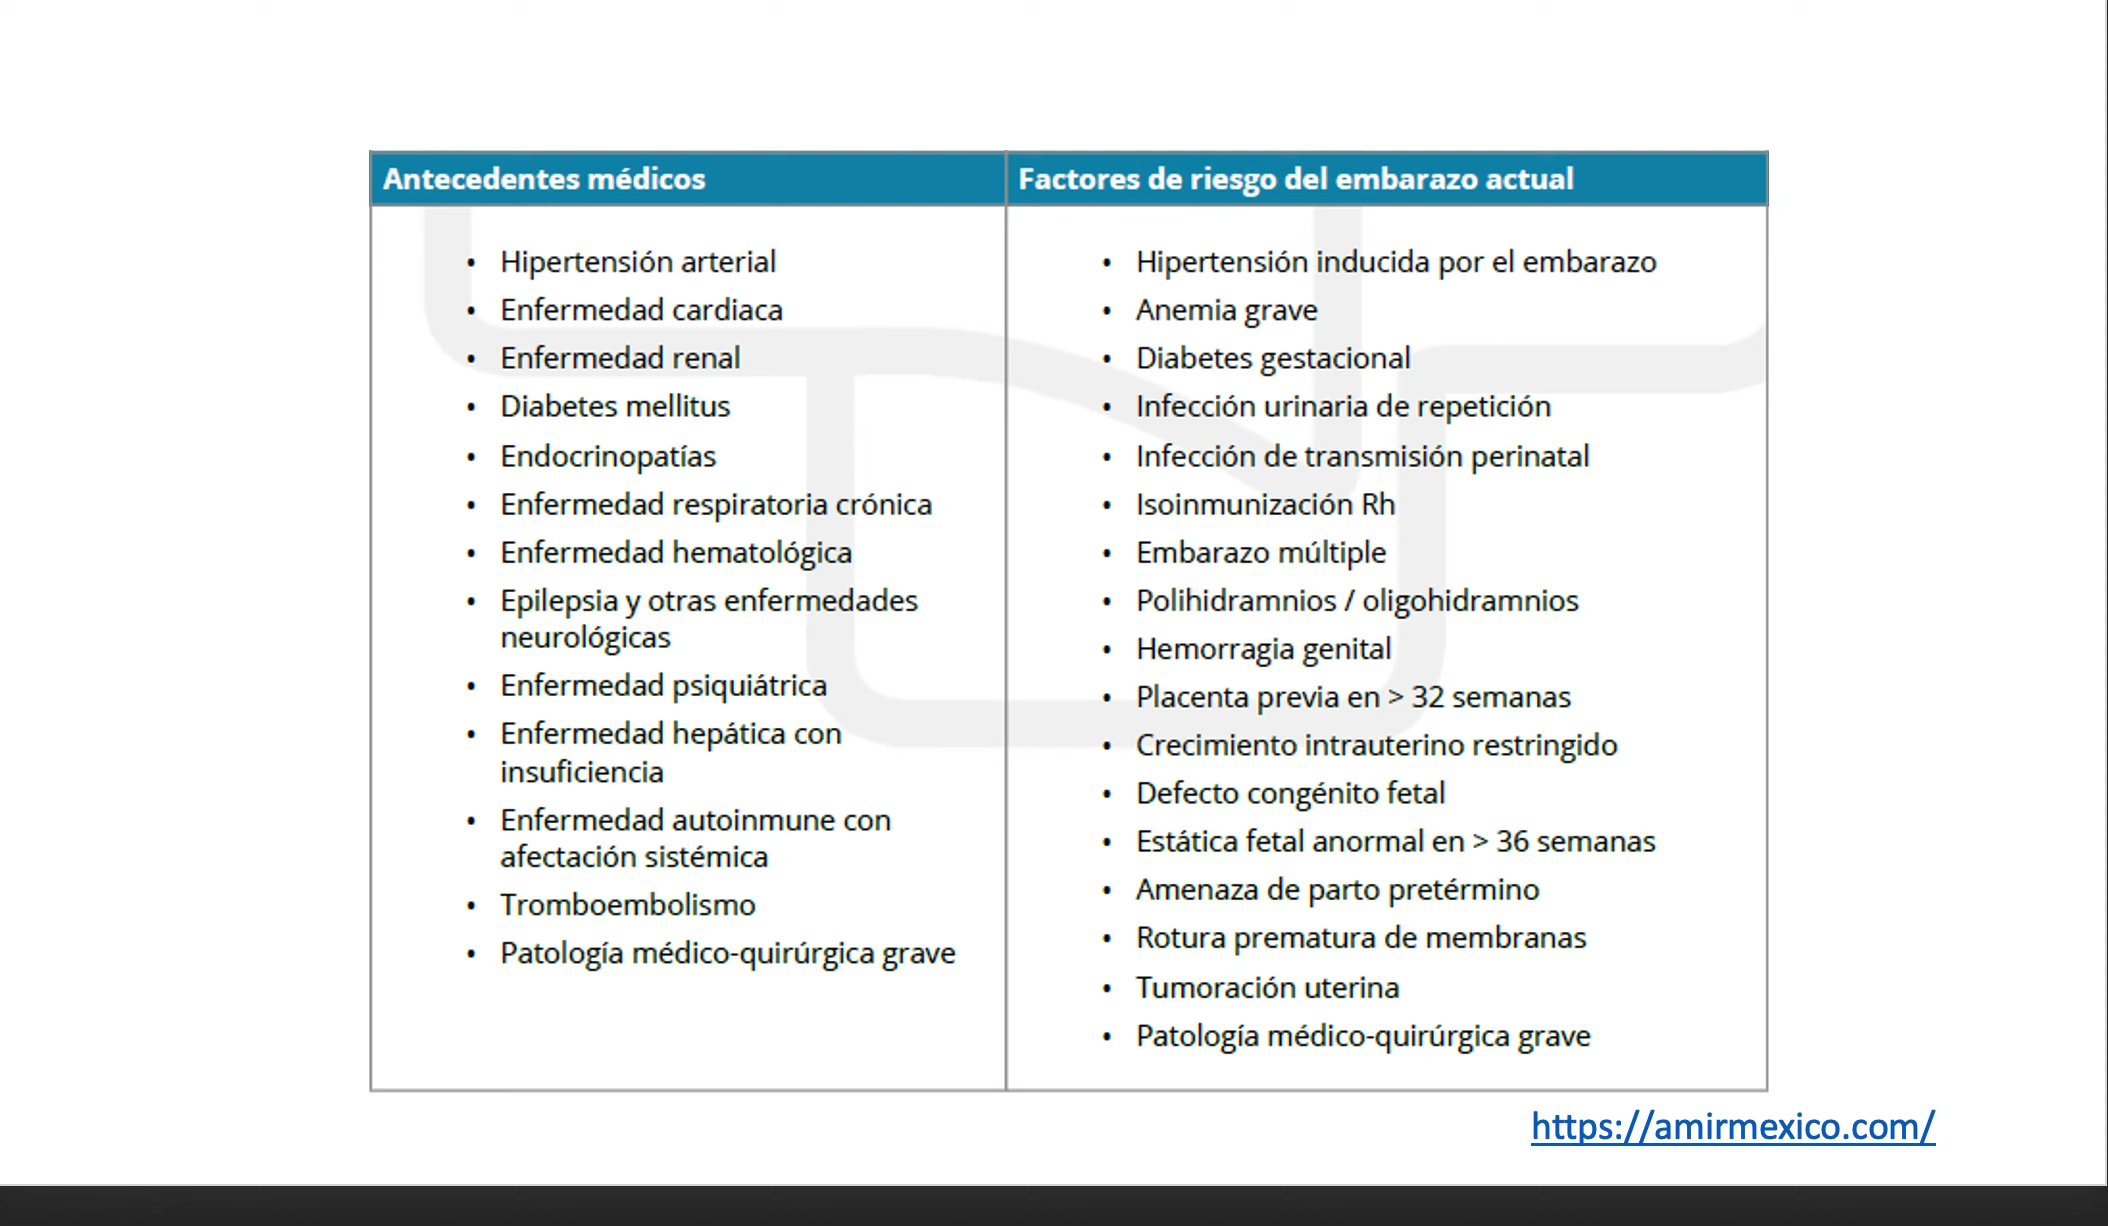 Antecedentes médicos
• Hipertensión arterial
• Enfermedad cardiaca
• Enfermedad renal
• Diabetes mellitus
• Endocrinopatías
• Enfermedad respiratoria crónica
• Enfermedad hematológica
• Epilepsia y otras enfermedades
neurológicas
• Enfermedad psiquiátrica
• Enfermedad hepática con
insuficiencia
• Enfermedad autoinmune con
afectación sistémica
• Tromboembolismo
• Patología médico-quirúrgica grave
Factores de riesgo del embarazo actual
• Hipertensión inducida por el embarazo
• Anemia grave
• Diabetes gestacional
• Infección urinaria de repetición
• Infección de transmisión perinatal
• Isoinmunización Rh
• Embarazo múltiple
• Polihidramnios / oligohidramnios
• Hemorragia genital
• Placenta previa en > 32 semanas
• Crecimiento intrauterino restringido
• Defecto congénito fetal
• Estática fetal anormal en > 36 semanas
• Amenaza de parto pretérmino
• Rotura prematura de membranas
• Tumoración uterina
• Patología médico-quirúrgica grave
https://amirmexico.com/